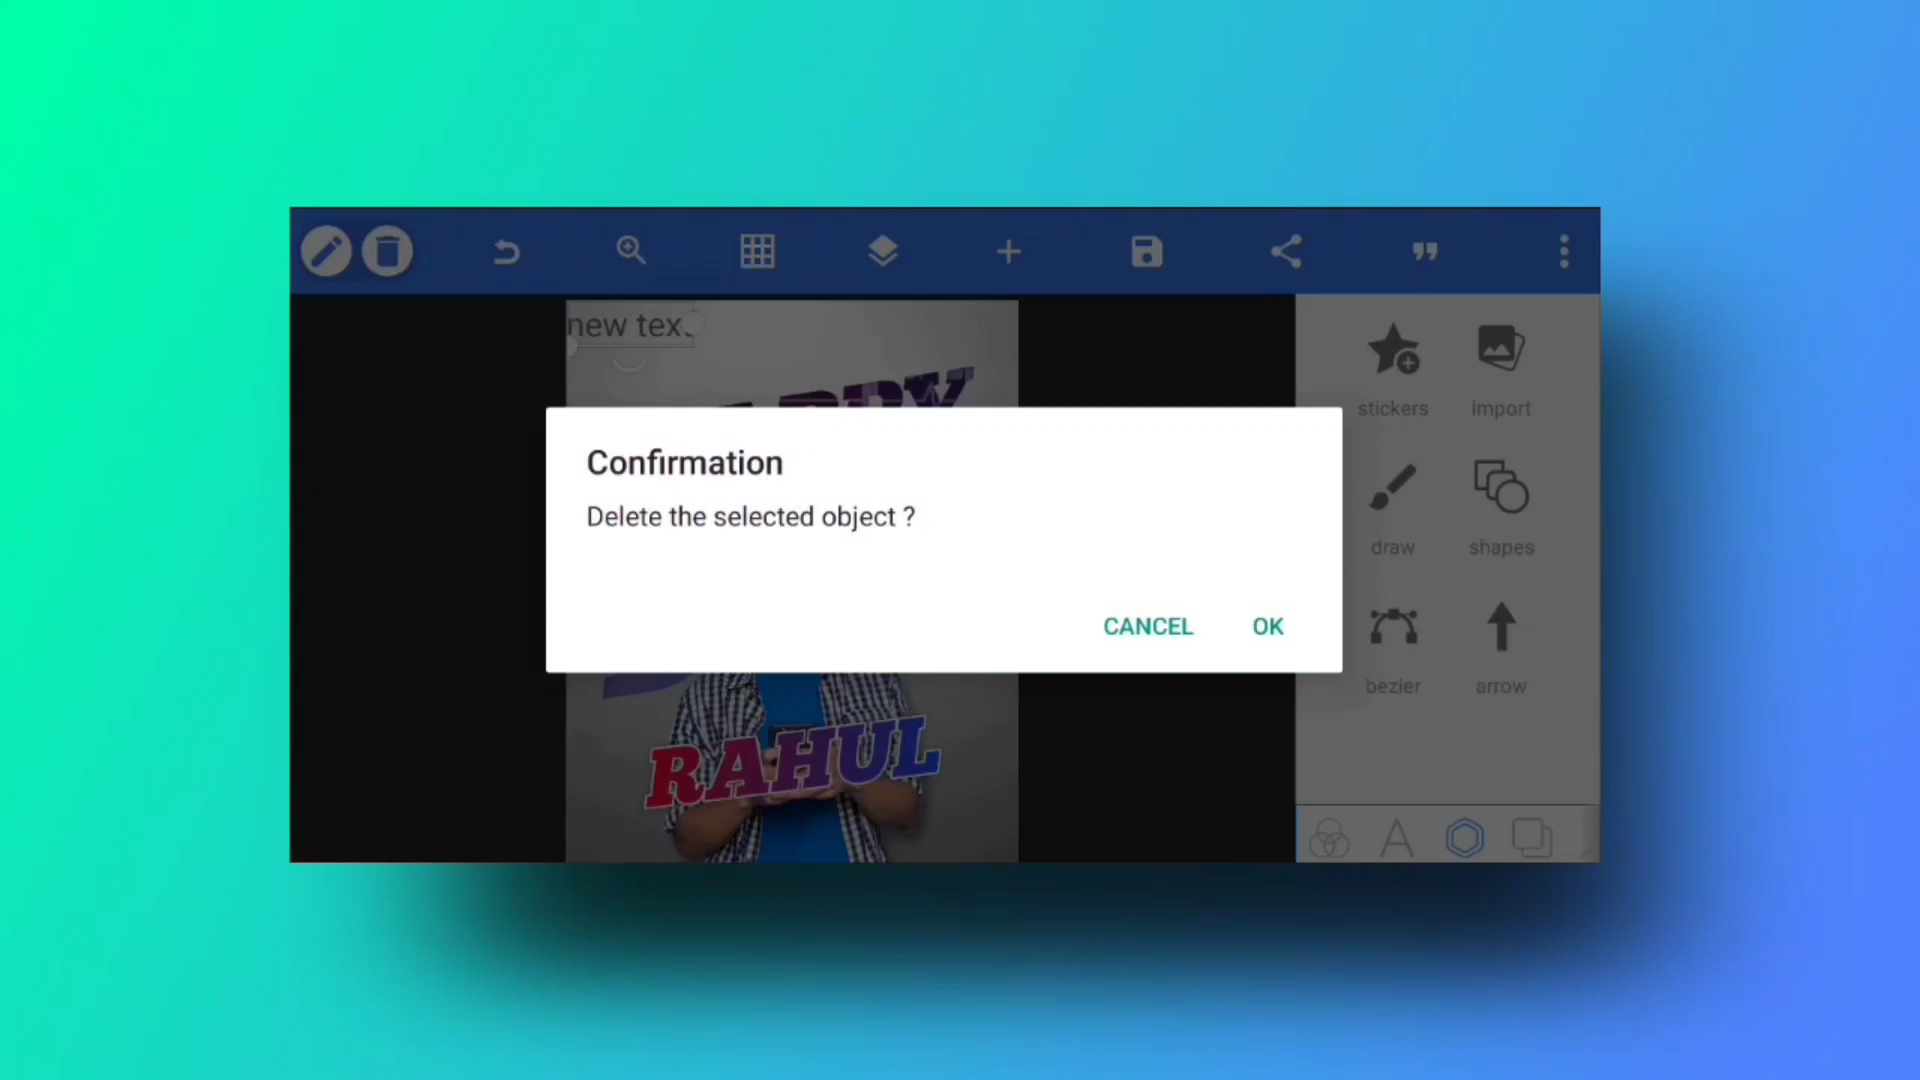 new tex
stickers import
Confirmation
Delete the selected object ?
draw shapes
CANCEL OK
bezier arrow
RAHUL
A